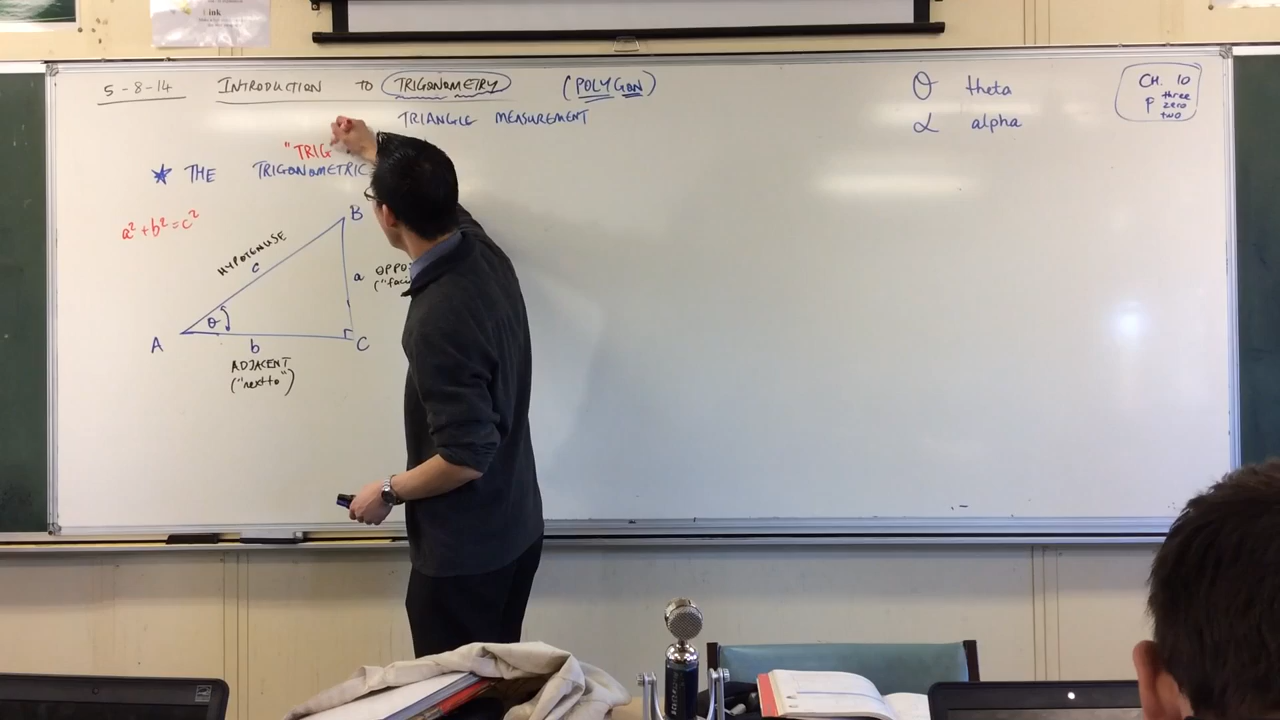 ink
5-8-14 INTRODUCTION TO TRIGONOMETRY (POLYGON)
TRIANGLE MEASUREMENT
θ theta
α alpha
CH. 10
p three
zero
two
"TRIG
★ THE TRIGONOMETRIC
a² + b² = c²
B
HYPOTENUSE
c
a
θ
A
b
C
ADJACENT
("next to")